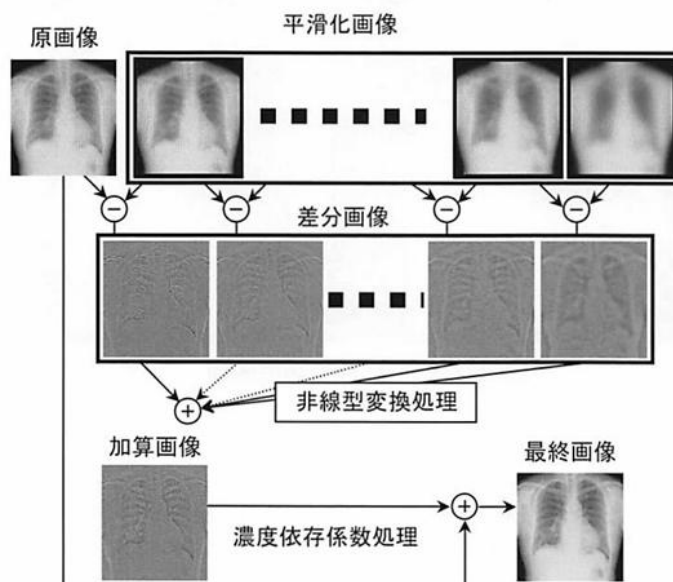 平滑化画像
原画像
差分画像
非線型変換処理
加算画像
最終画像
濃度依存係数処理